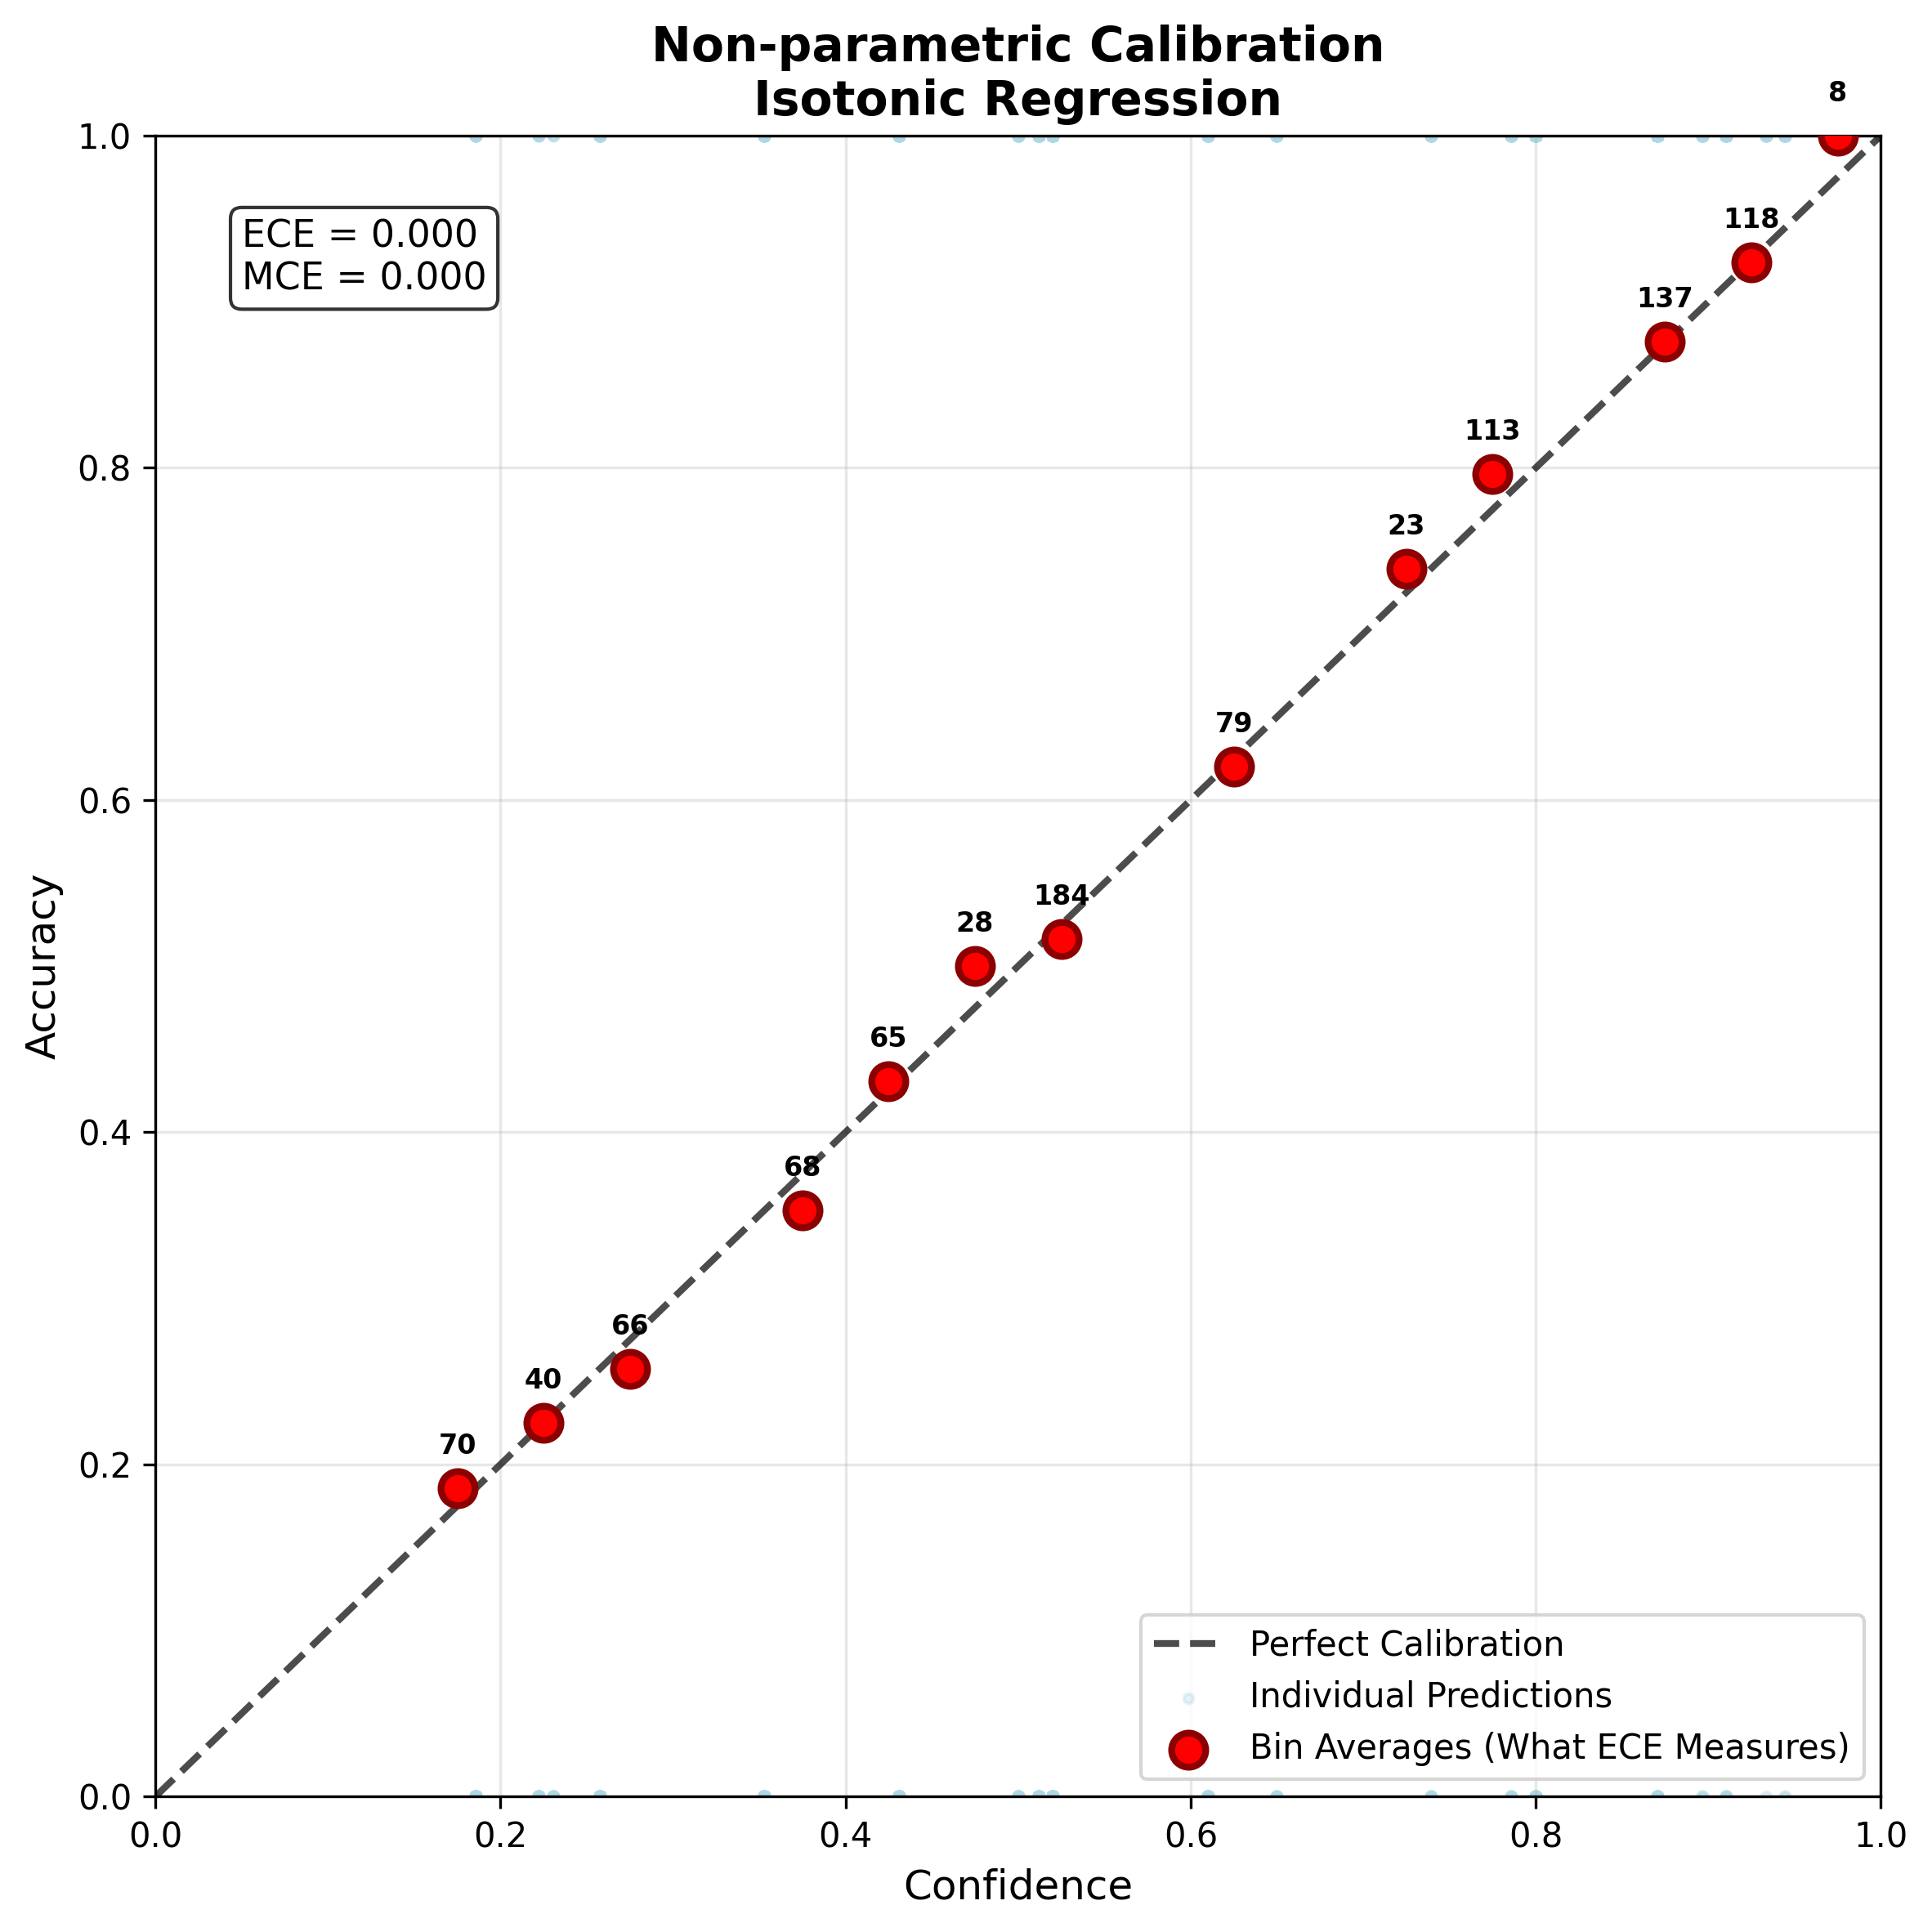 Non-parametric Calibration
Isotonic Regression
8
1.0
ECE = 0.000
MCE = 0.000
118
137
113
0.8
23
79
0.6
184
28
65
0.4
68
66
40
70
0.2
Accuracy
Perfect Calibration
Individual Predictions
Bin Averages (What ECE Measures)
0.0
0.0 0.2 0.4 0.6 0.8 1.0
Confidence